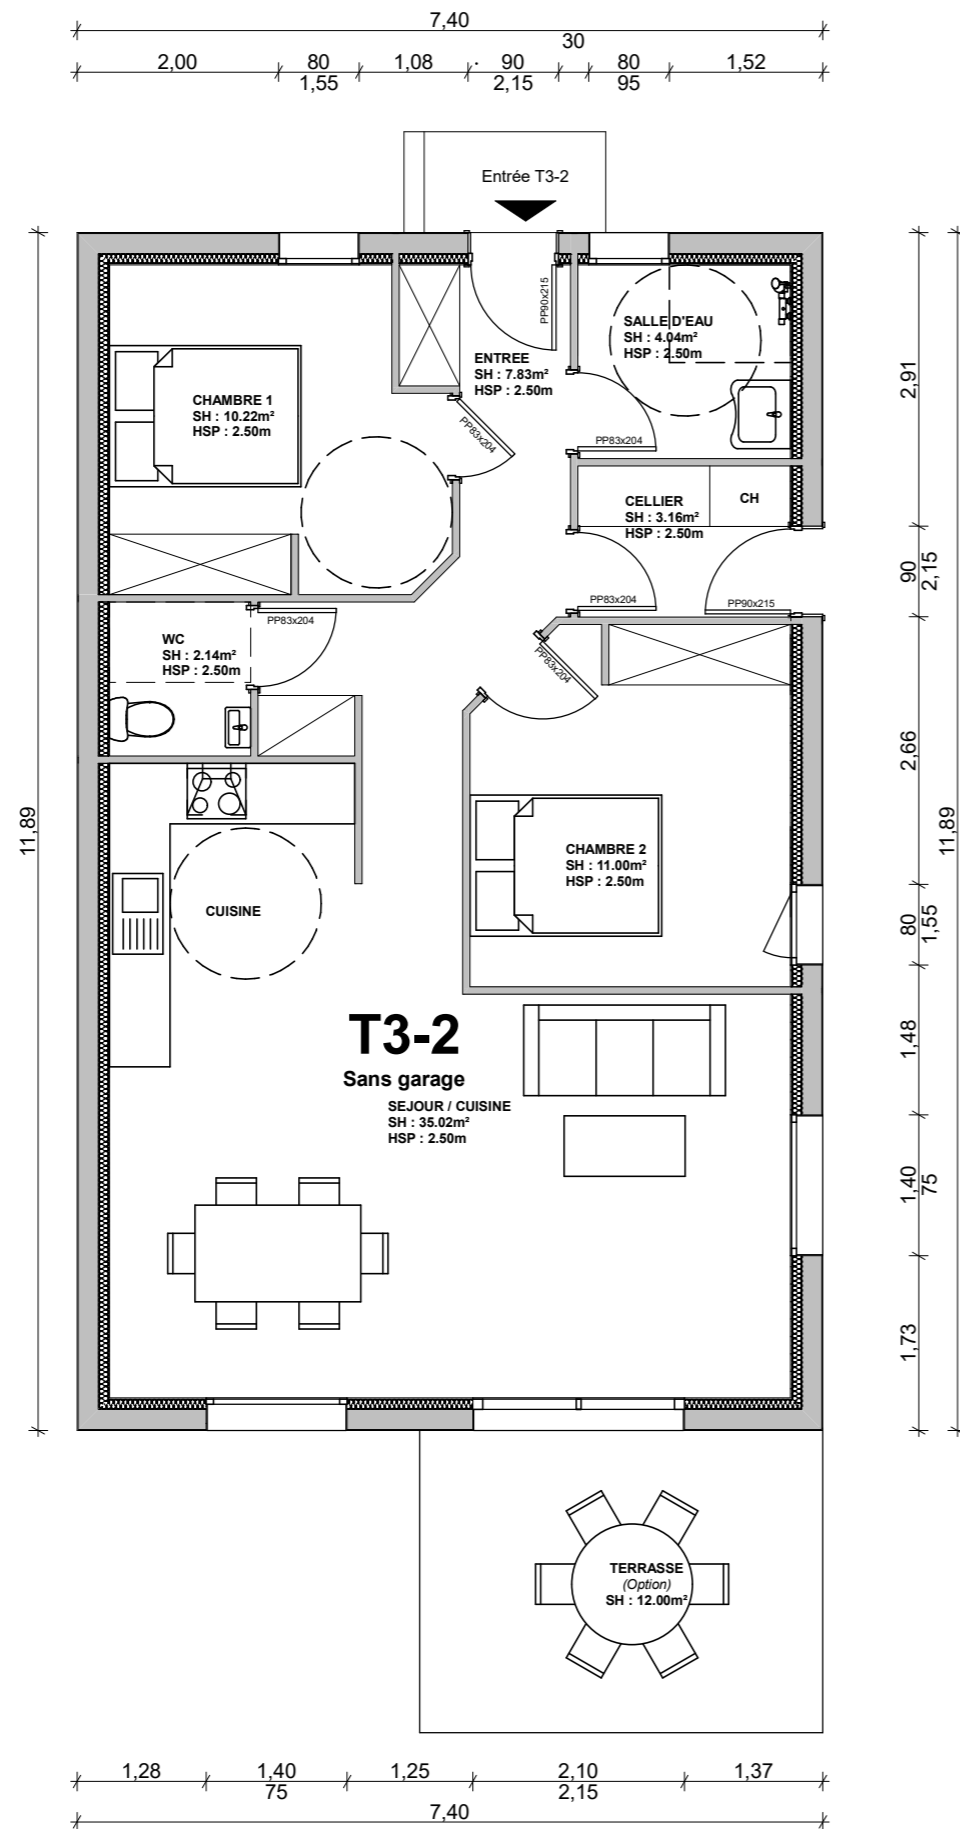 7,40
30
2,00
80
1,08
90
80
1,52
1,55
2,15
95
Entrée T3-2
PP90x215
SALLE D'EAU
SH : 4.04m²
HSP : 2.50m
ENTREE
SH : 7.83m²
HSP : 2.50m
CHAMBRE 1
SH : 10.22m²
HSP : 2.50m
PP83x204
PP83x204
CELLIER
SH : 3.16m²
HSP : 2.50m
CH
PP83x204
PP90x215
PP83x204
WC
SH : 2.14m²
HSP : 2.50m
PP83x204
CHAMBRE 2
SH : 11.00m²
HSP : 2.50m
CUISINE
T3-2
Sans garage
SEJOUR / CUISINE
SH : 35.02m²
HSP : 2.50m
11,89
2,91
90
2,15
2,66
80
1,55
1,48
1,40
75
1,73
11,89
TERRASSE
(Option)
SH : 12.00m²
1,28
1,40
1,25
2,10
1,37
75
2,15
7,40